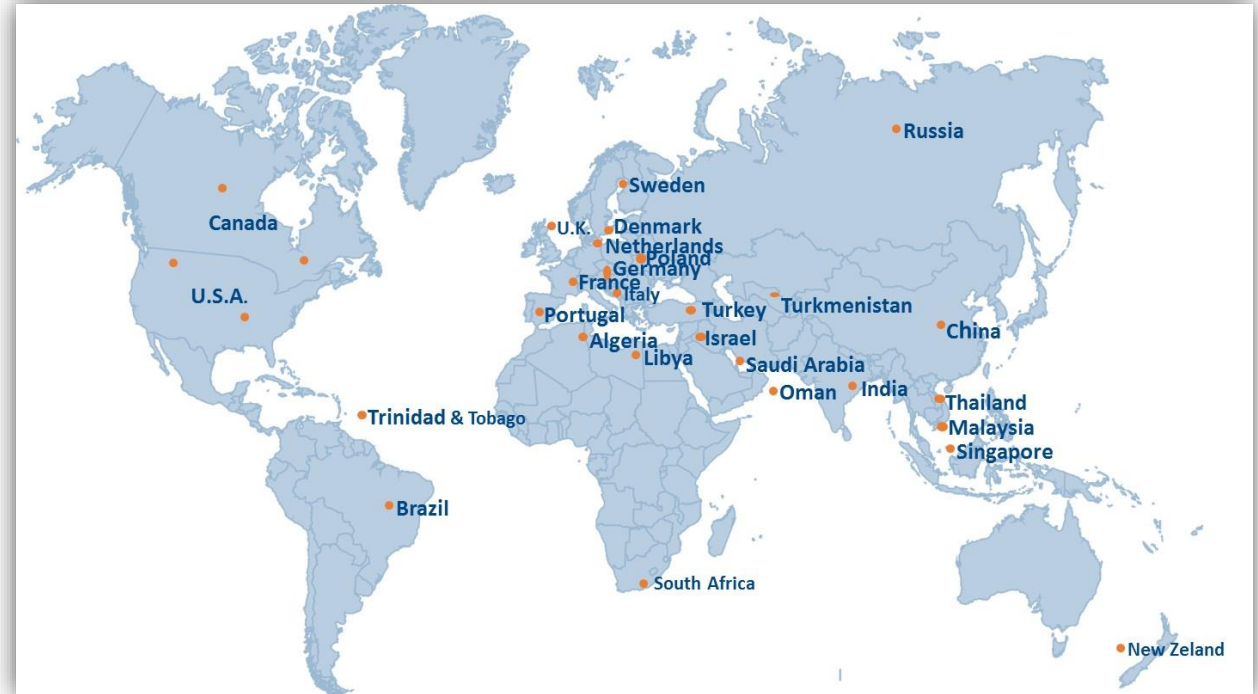 Russia
Sweden
Canada
U.K.
Denmark
Netherlands
Poland
Germany
France
Italy
U.S.A.
Portugal
Turkey
Turkmenistan
China
Algeria
Israel
Libya
Saudi Arabia
Oman
India
Thailand
Trinidad & Tobago
Malaysia
Singapore
Brazil
South Africa
New Zeland